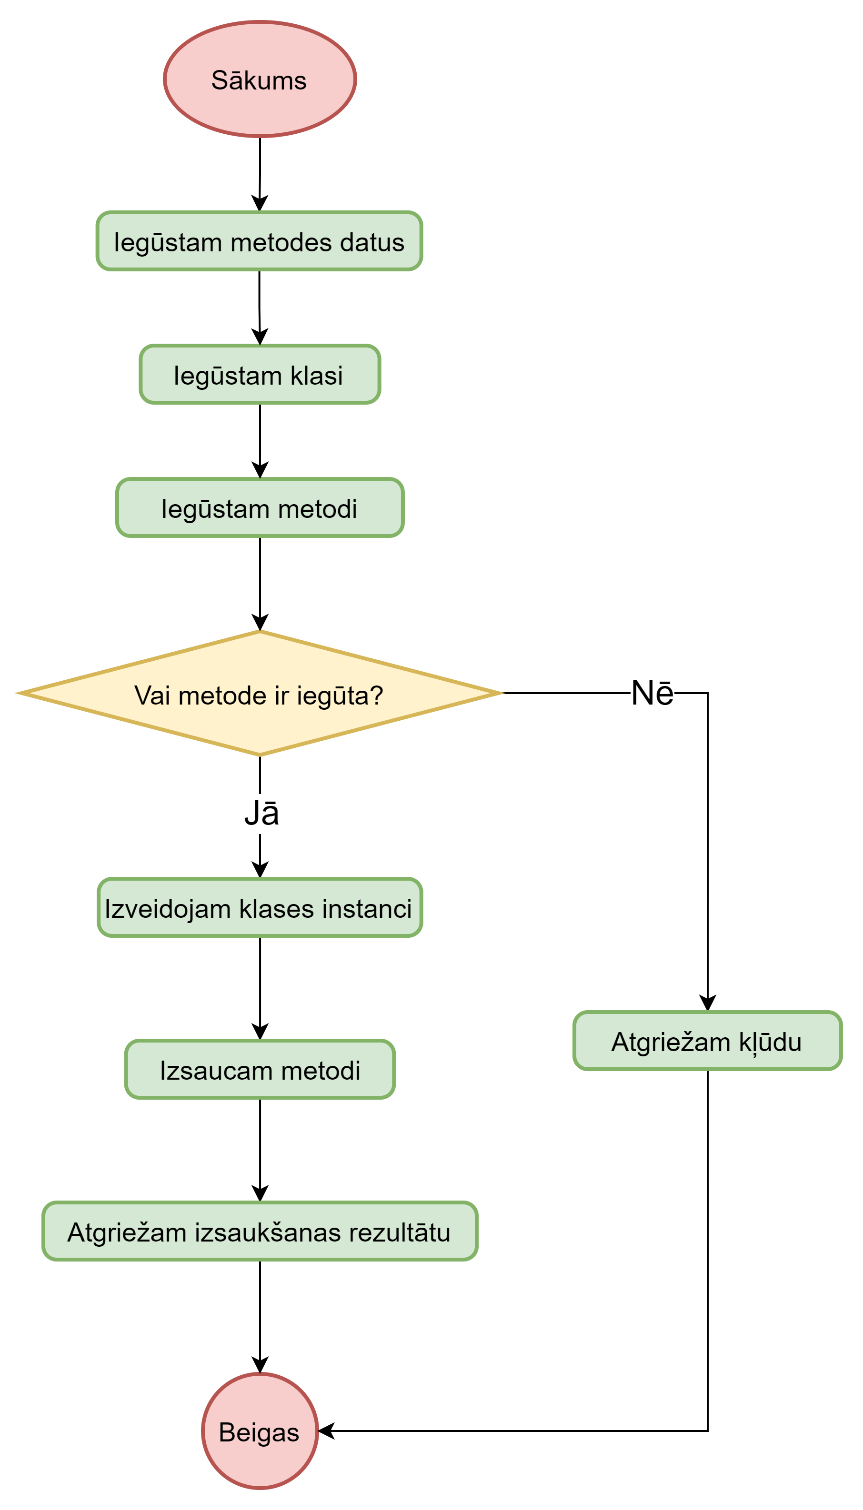 Sākums
Iegūstam metodes datus
Iegūstam klasi
Iegūstam metodi
Vai metode ir iegūta?
Nē
Jā
Izveidojam klases instanci
Atgriežam kļūdu
Izsaucam metodi
Atgriežam izsaukšanas rezultātu
Beigas